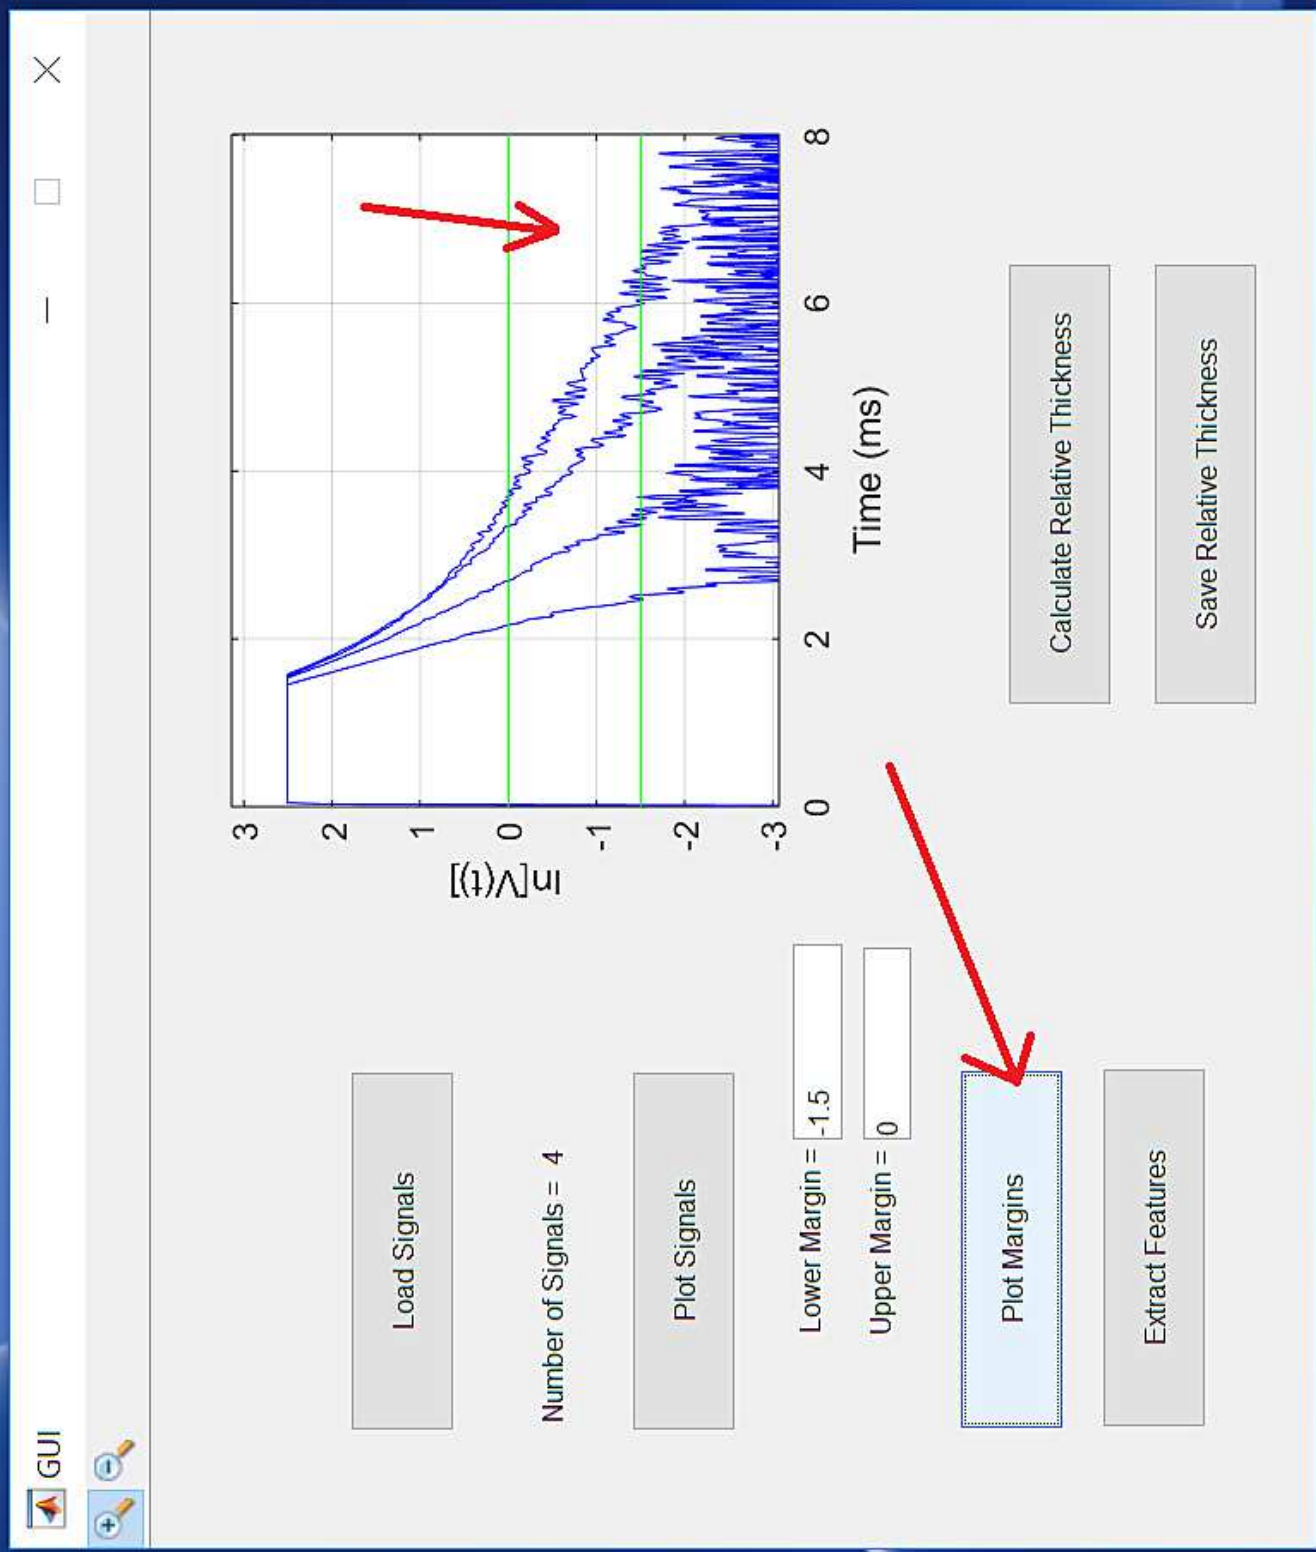 GUI
Load Signals
Number of Signals = 4
Plot Signals
Lower Margin = -1.5
Upper Margin = 0
Plot Margins
Extract Features
ln[V(t)]
3
2
1
0
-1
-2
-3
0 2 4 6 8
Time (ms)
Calculate Relative Thickness
Save Relative Thickness